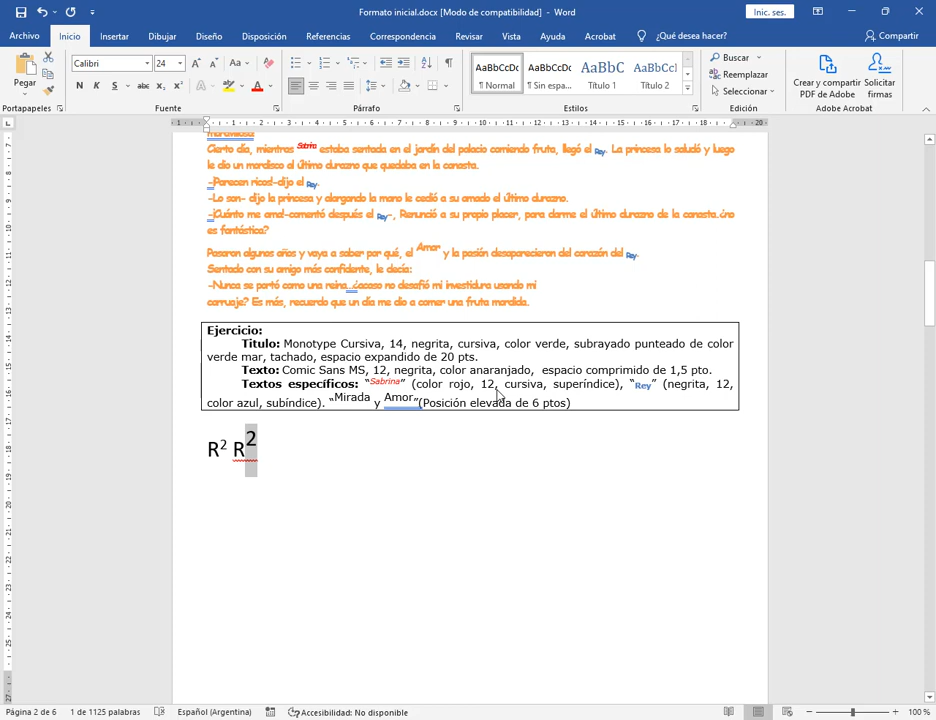 Formato inicial.docx [Modo de compatibilidad] - Word
Inic. ses.
Archivo Inicio Insertar Dibujar Diseño Disposición Referencias Correspondencia Revisar Vista Ayuda Acrobat ¿Qué desea hacer? Compartir
Pegar
Calibri 24 A A Aa
N K S abc x₂ x² A A
AaBbCcDc AaBbCcDc AaBbC AaBbCcI
¶ Normal ¶ Sin espa... Título 1 Título 2
Buscar
Reemplazar
Seleccionar
Crear y compartir PDF de Adobe
Solicitar firmas
Portapapeles Fuente Párrafo Estilos Edición Adobe Acrobat
maravillosa
Cierto día, mientras Sabrina estaba sentada en el jardín del palacio comiendo fruta, llegó el Rey. La princesa lo saludó y luego
le dio un mordisco al último durazno que quedaba en la canasta.
-¡Parecen ricos!-dijo el Rey.
-Lo son- dijo la princesa y alargando la mano le cedió a su amado el último durazno.
-¡Cuánto me ama!-comentó después el Rey-, Renunció a su propio placer, para darme el último durazno de la canasta.¿no
es fantástica?
Pasaron algunos años y vaya a saber por qué, el Amor y la pasión desaparecieron del corazón del Rey.
Sentado con su amigo más confidente, le decía:
-Nunca se portó como una reina...¿acaso no desafió mi investidura usando mi
carruaje? Es más, recuerdo que un día me dio a comer una fruta mordida.
Ejercicio:
Titulo: Monotype Cursiva, 14, negrita, cursiva, color verde, subrayado punteado de color
verde mar, tachado, espacio expandido de 20 pts.
Texto: Comic Sans MS, 12, negrita, color anaranjado, espacio comprimido de 1,5 pto.
Textos específicos: "Sabrina" (color rojo, 12, cursiva, superíndice), "Rey" (negrita, 12,
color azul, subíndice). "Mirada y Amor"(Posición elevada de 6 ptos)
R² R²
Página 2 de 6 1 de 1125 palabras Español (Argentina) Accesibilidad: No disponible 100 %